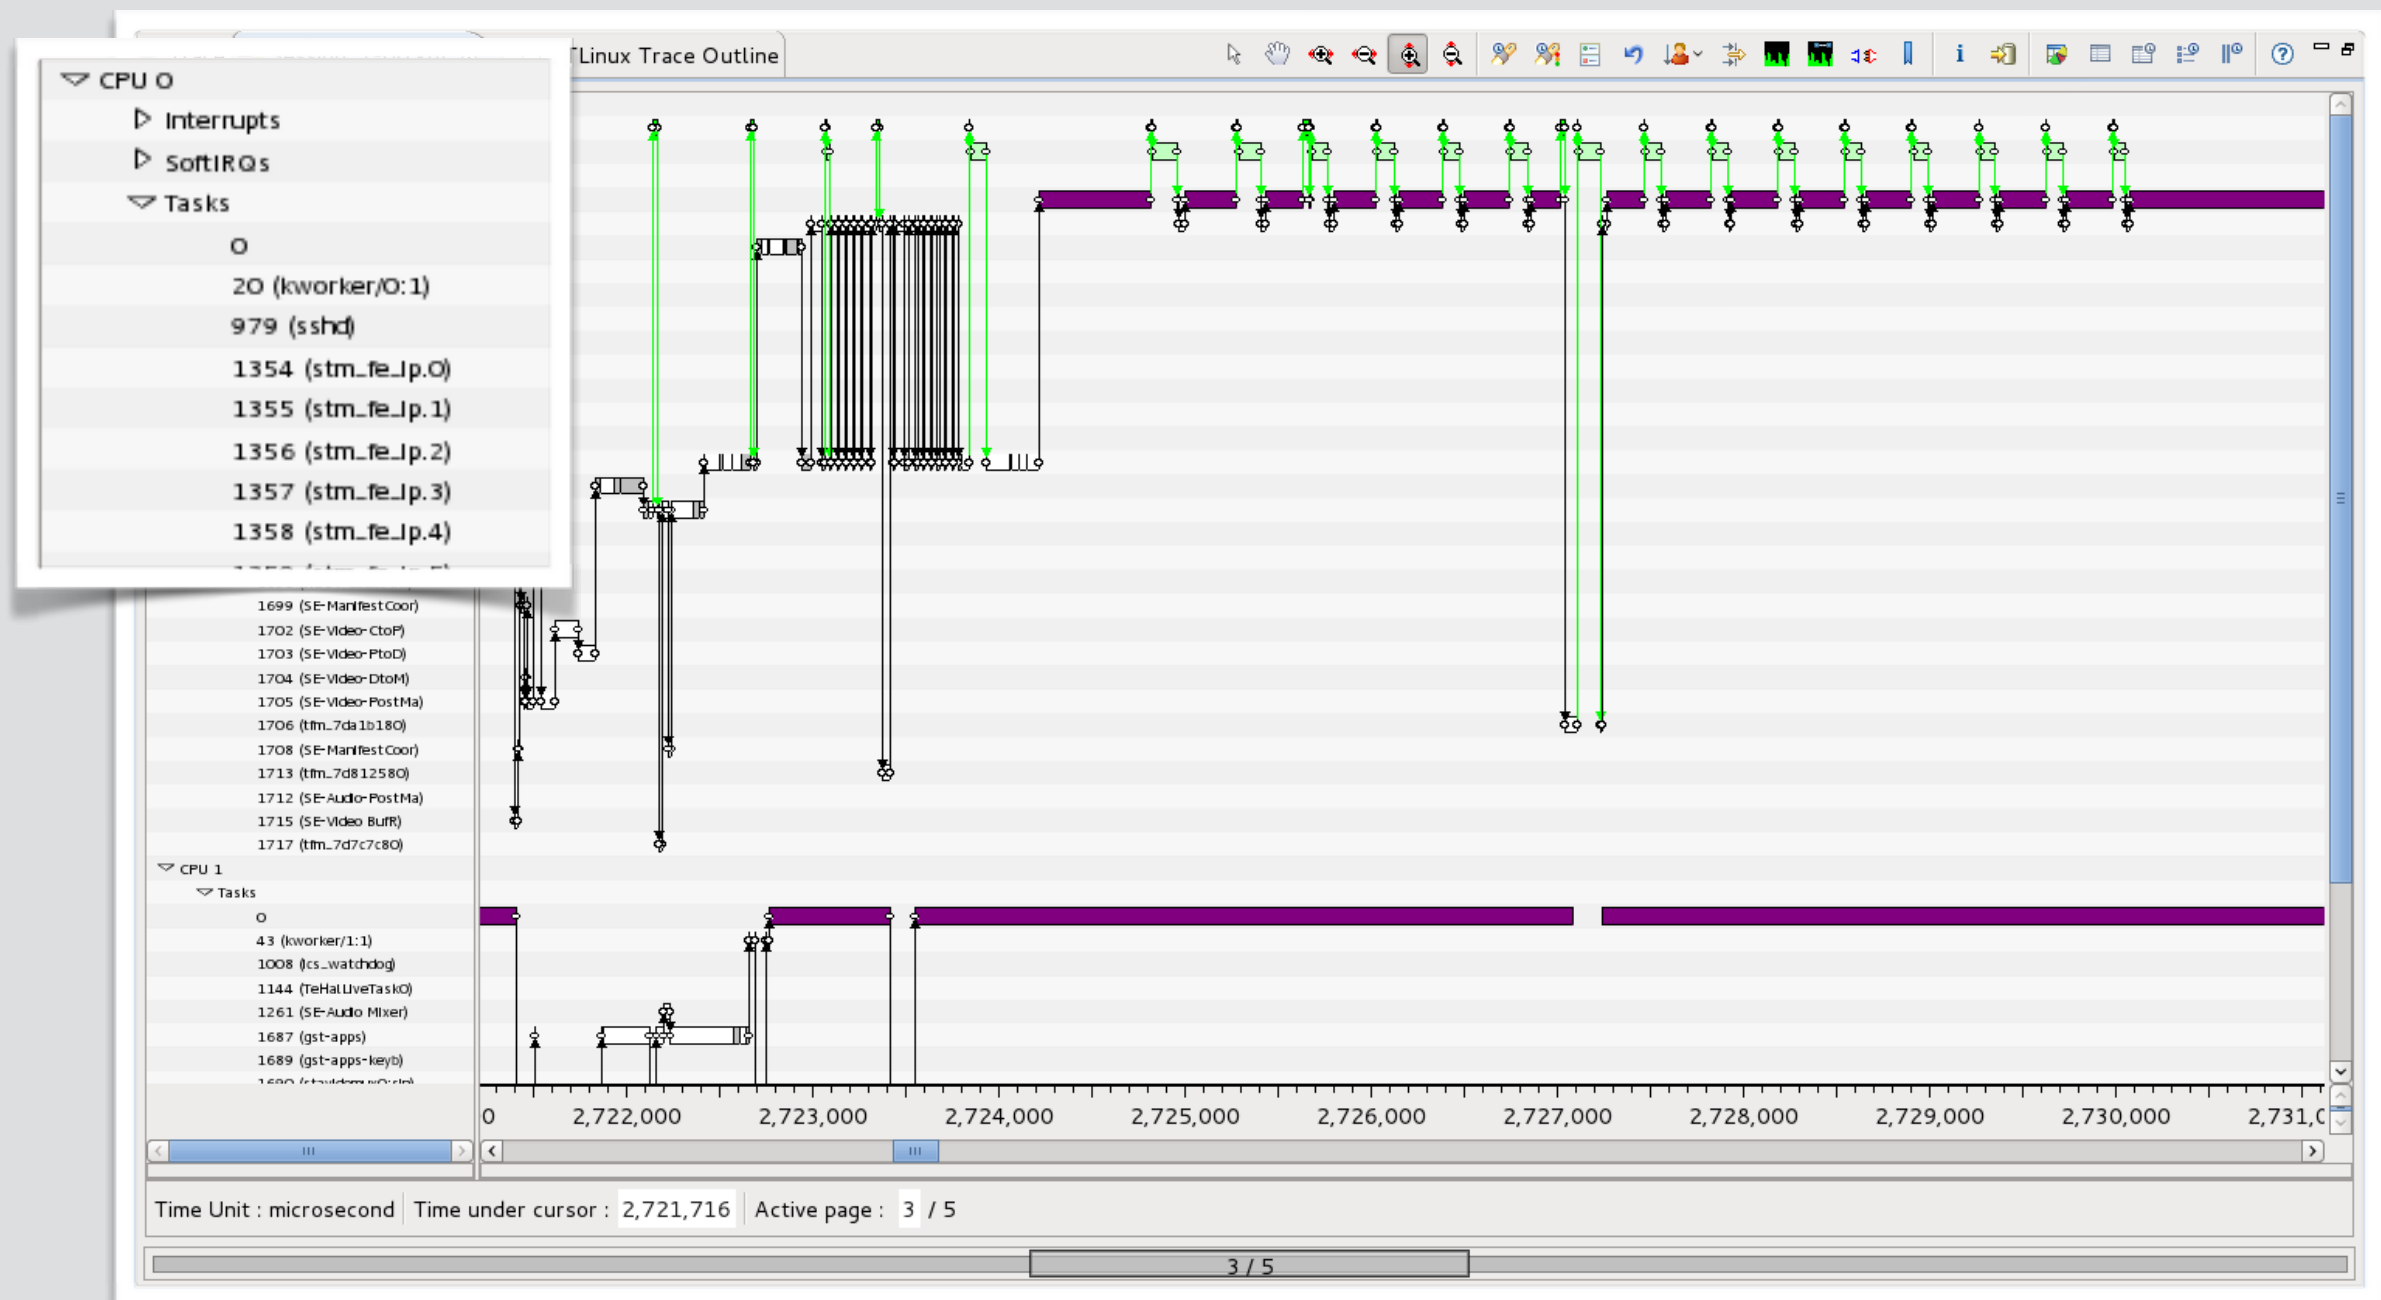 TLinux Trace Outline
CPU 0
Interrupts
SoftIRQs
Tasks
0
20 (kworker/0:1)
979 (sshd)
1354 (stm_fe_ip.0)
1355 (stm_fe_ip.1)
1356 (stm_fe_ip.2)
1357 (stm_fe_ip.3)
1358 (stm_fe_ip.4)
1699 (SE-ManifestCoor)
1702 (SE-Video-CtoP)
1703 (SE-Video-PtoD)
1704 (SE-Video-DtoM)
1705 (SE-Video-PostMa)
1706 (tfm_7da1b180)
1708 (SE-ManifestCoor)
1713 (tfm_7d812580)
1712 (SE-Audio-PostMa)
1715 (SE-Video BufR)
1717 (tfm_7d7c7c80)
CPU 1
Tasks
0
43 (kworker/1:1)
1008 (lcs_watchdog)
1144 (TeHalLiveTask0)
1261 (SE-Audio Mixer)
1687 (gst-apps)
1689 (gst-apps-keyb)
0 2,722,000 2,723,000 2,724,000 2,725,000 2,726,000 2,727,000 2,728,000 2,729,000 2,730,000 2,731,0
Time Unit : microsecond Time under cursor : 2,721,716 Active page : 3 / 5
3 / 5